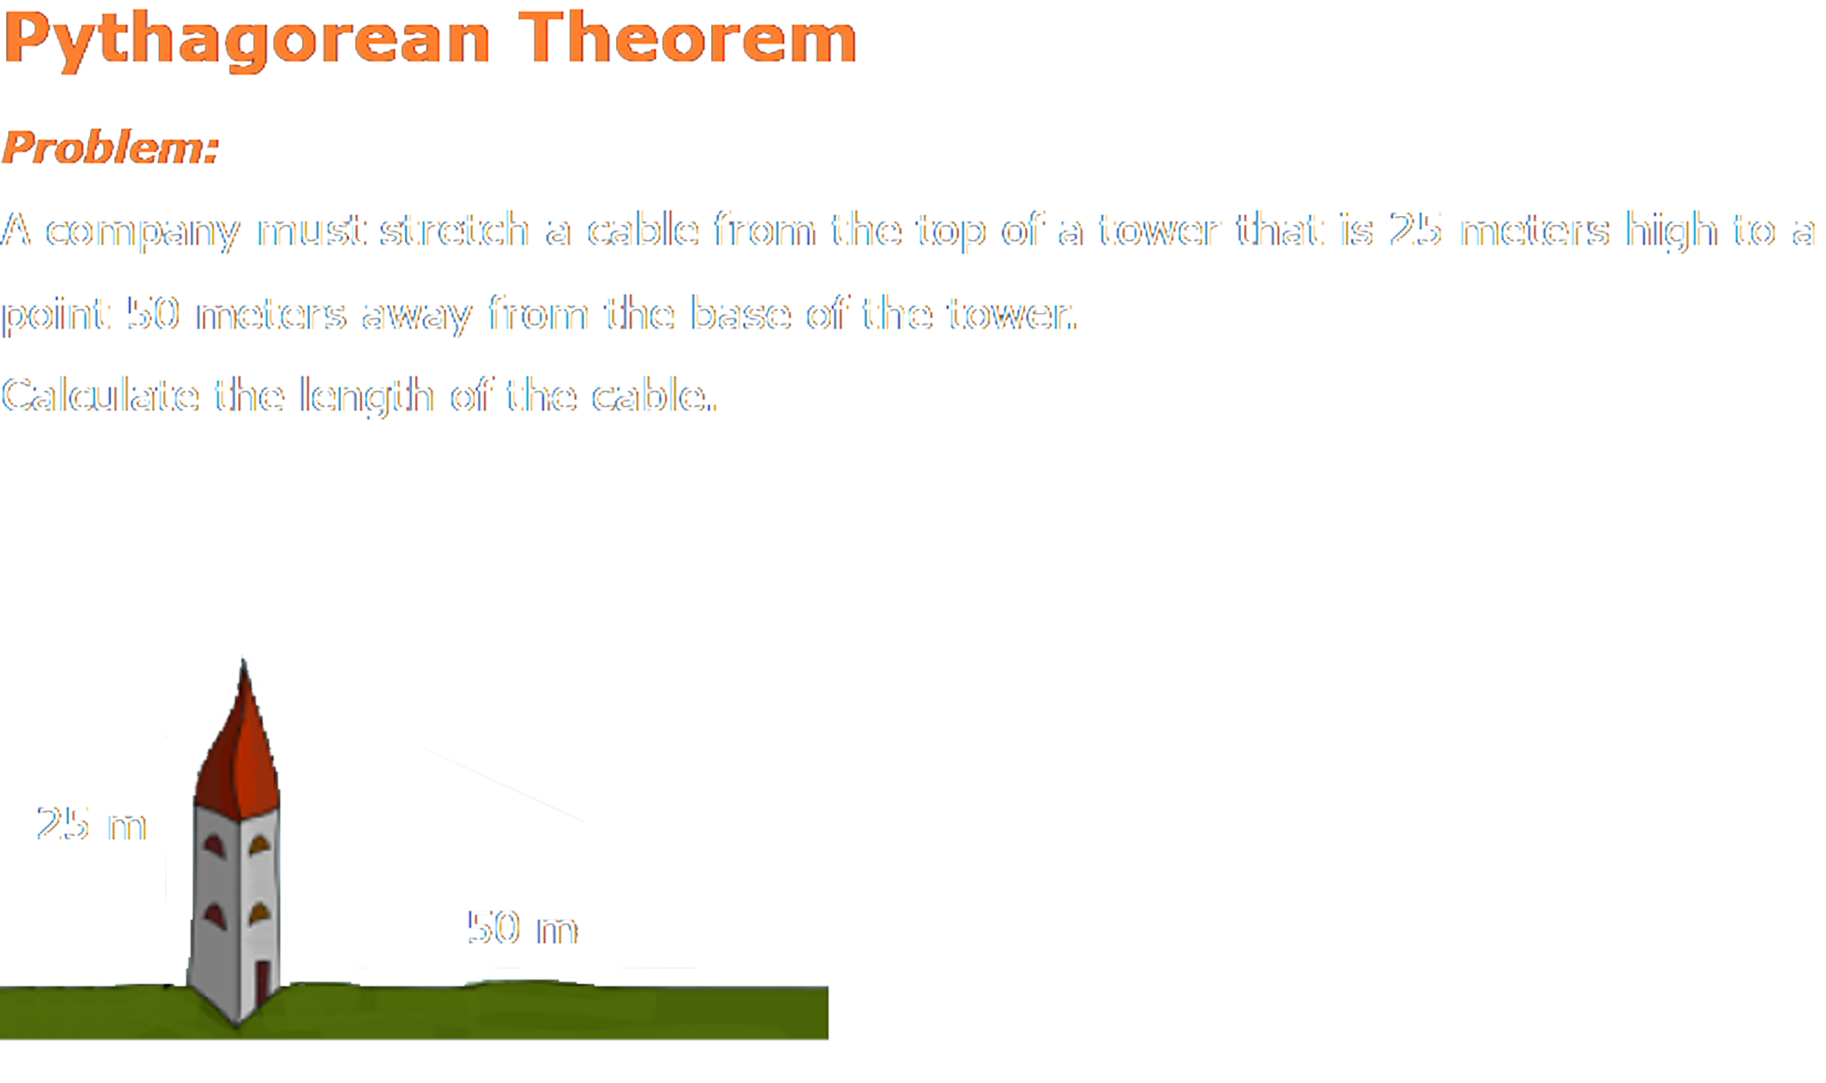 Pythagorean Theorem
Problem:
A company must stretch a cable from the top of a tower that is 25 meters high to a
point 50 meters away from the base of the tower.
Calculate the length of the cable.
25 m
50 m